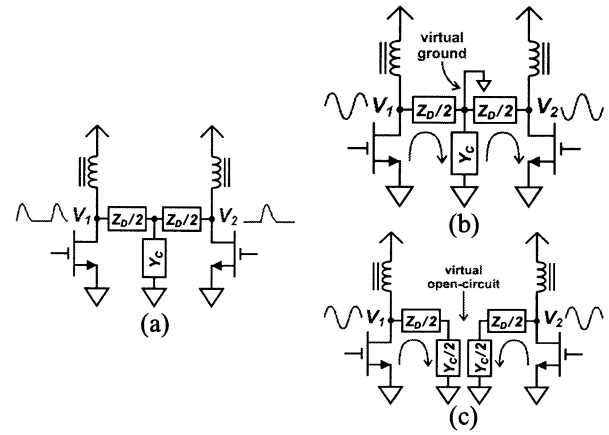 V1 ZD/2 ZD/2 V2
YC
(a)
virtual
ground
V1 ZD/2 ZD/2 V2
YC
(b)
virtual
open-circuit
V1 ZD/2 ZD/2 V2
YC/2 YC/2
(c)